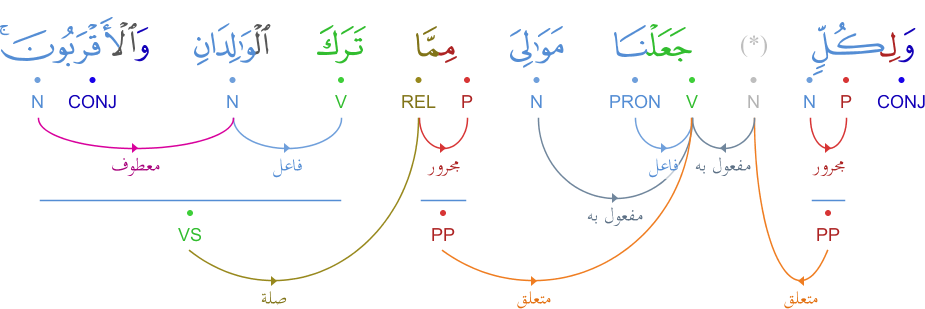 وَلِكُلٍّ (*) جَعَلْنَا مَوَٰلِىَ مِمَّا تَرَكَ ٱلْوَٰلِدَانِ وَٱلْأَقْرَبُونَ ۚ
CONJ P N N V PRON N P REL V N CONJ N
مجرور مفعول به فاعل مجرور فاعل معطوف
مفعول به
PP PP VS
متعلق متعلق صلة